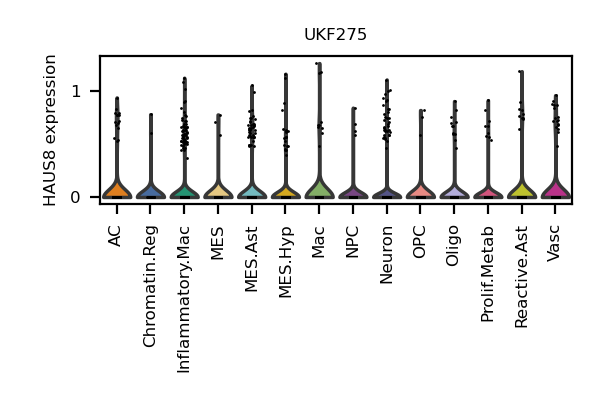 UKF275
HAUS8 expression
1
0
AC
Chromatin.Reg
Inflammatory.Mac
MES
MES.Ast
MES.Hyp
Mac
NPC
Neuron
OPC
Oligo
Prolif.Metab
Reactive.Ast
Vasc